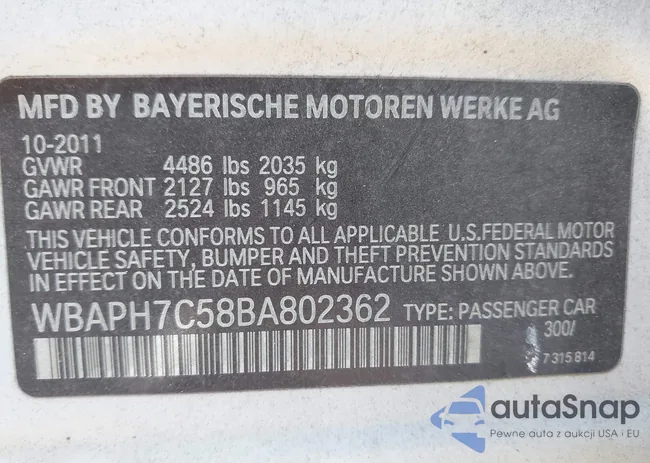 MFD BY BAYERISCHE MOTOREN WERKE AG
10-2011
GVWR 4486 lbs 2035 kg
GAWR FRONT 2127 lbs 965 kg
GAWR REAR 2524 lbs 1145 kg
THIS VEHICLE CONFORMS TO ALL APPLICABLE U.S.FEDERAL MOTOR
VEHICLE SAFETY, BUMPER AND THEFT PREVENTION STANDARDS
IN EFFECT ON THE DATE OF MANUFACTURE SHOWN ABOVE.
WBAPH7C58BA802362 TYPE: PASSENGER CAR
300/
7 315 814
autaSnap
Pewne auta z aukcji USA i EU